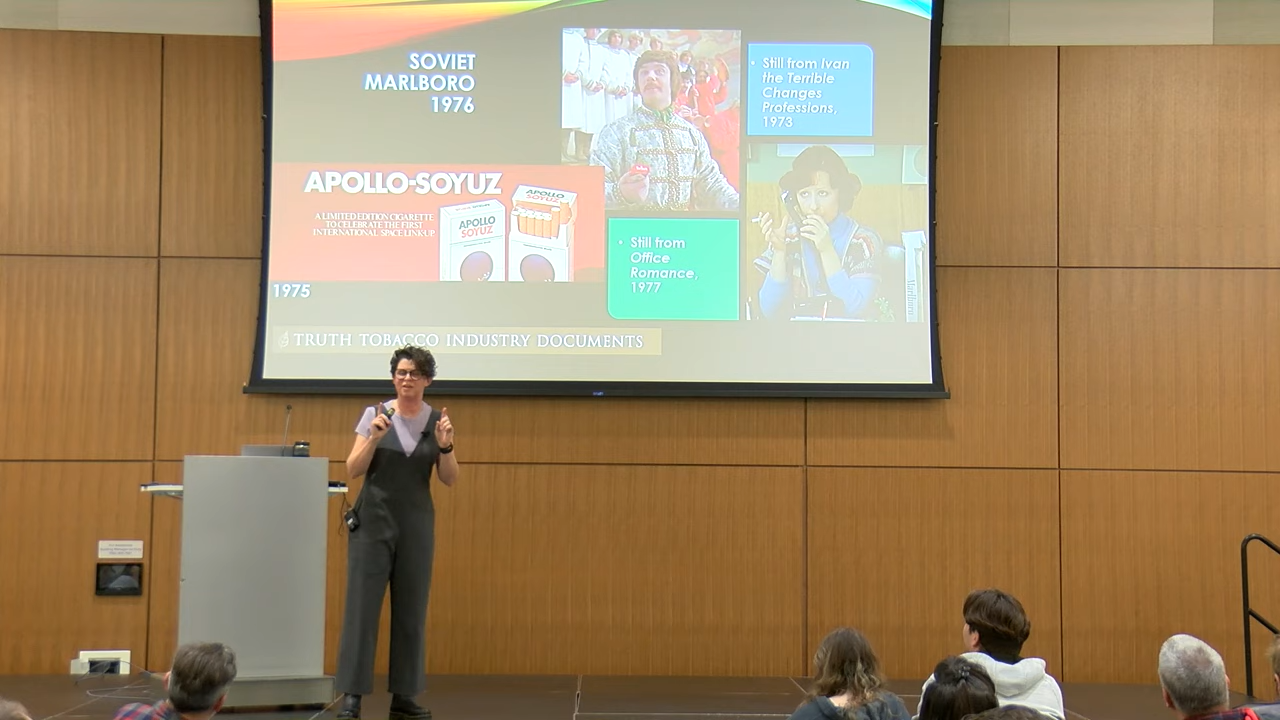 SOVIET
MARLBORO
1976
• Still from Ivan
the Terrible
Changes
Professions,
1973
APOLLO-SOYUZ
A LIMITED EDITION CIGARETTE
TO CELEBRATE THE FIRST
INTERNATIONAL SPACE LINK-UP.
APOLLO
SOYUZ
APOLLO
SOYUZ
1975
• Still from
Office
Romance,
1977
Marlboro
TRUTH TOBACCO INDUSTRY DOCUMENTS